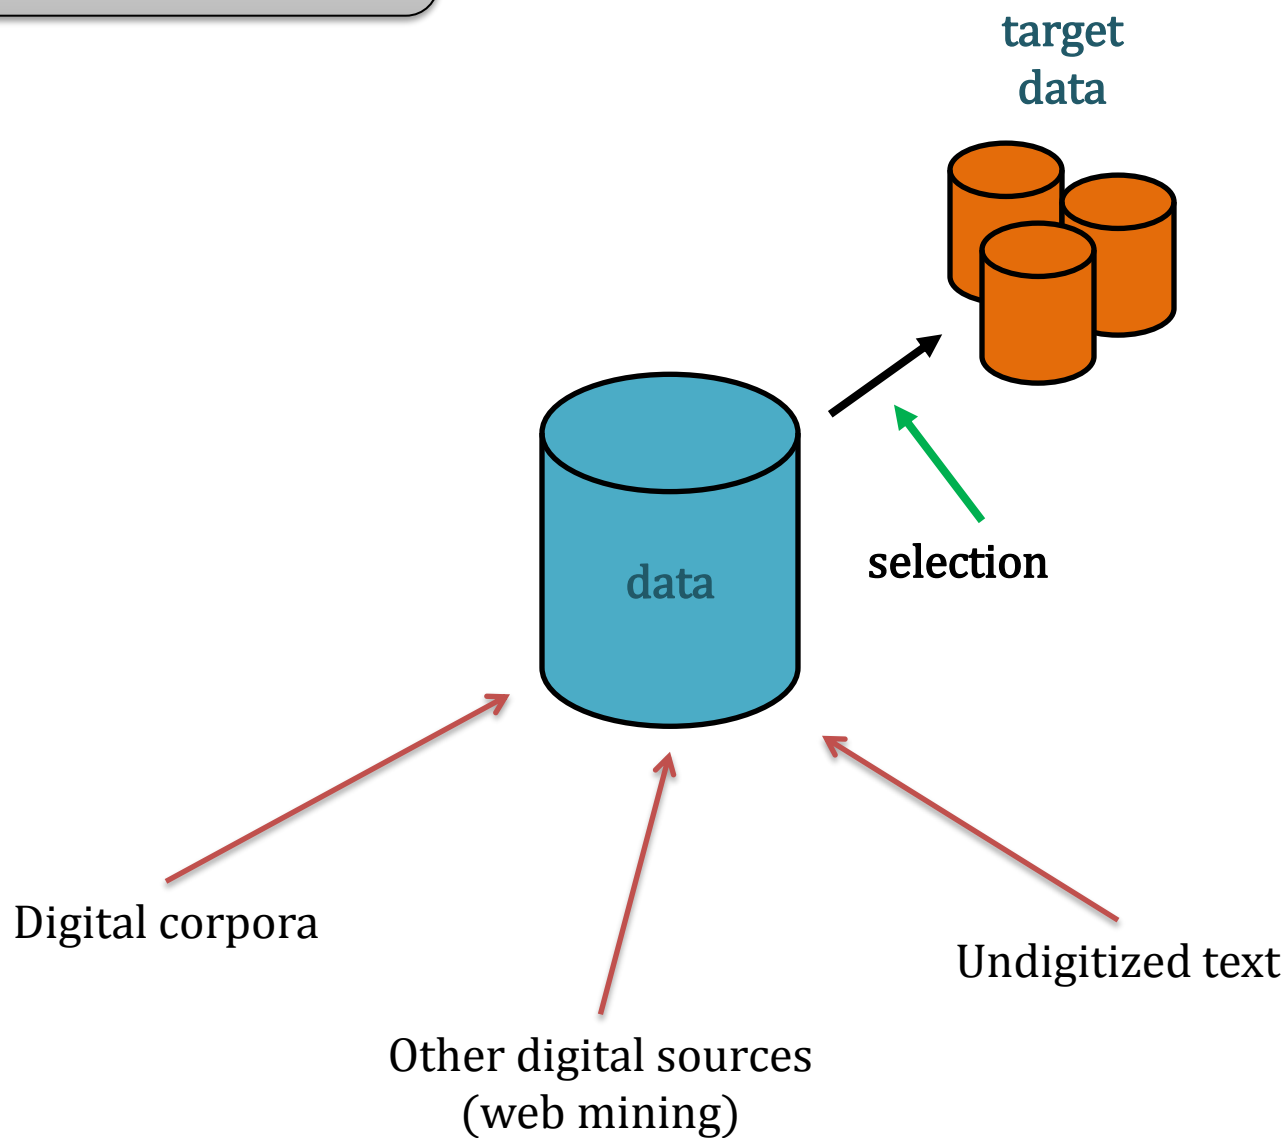 target
data
data
selection
Digital corpora
Undigitized text
Other digital sources
(web mining)